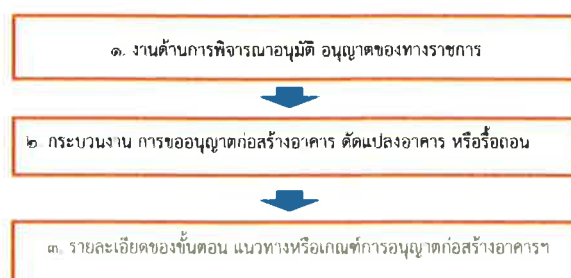 ๑. งานด้านการพิจารณาอนุมัติ อนุญาตของทางราชการ
๒. กระบวนงาน การขออนุญาตก่อสร้างอาคาร ดัดแปลงอาคาร หรือรื้อถอน
๓. รายละเอียดของขั้นตอน แนวทางหรือเกณฑ์การอนุญาตก่อสร้างอาคารฯ